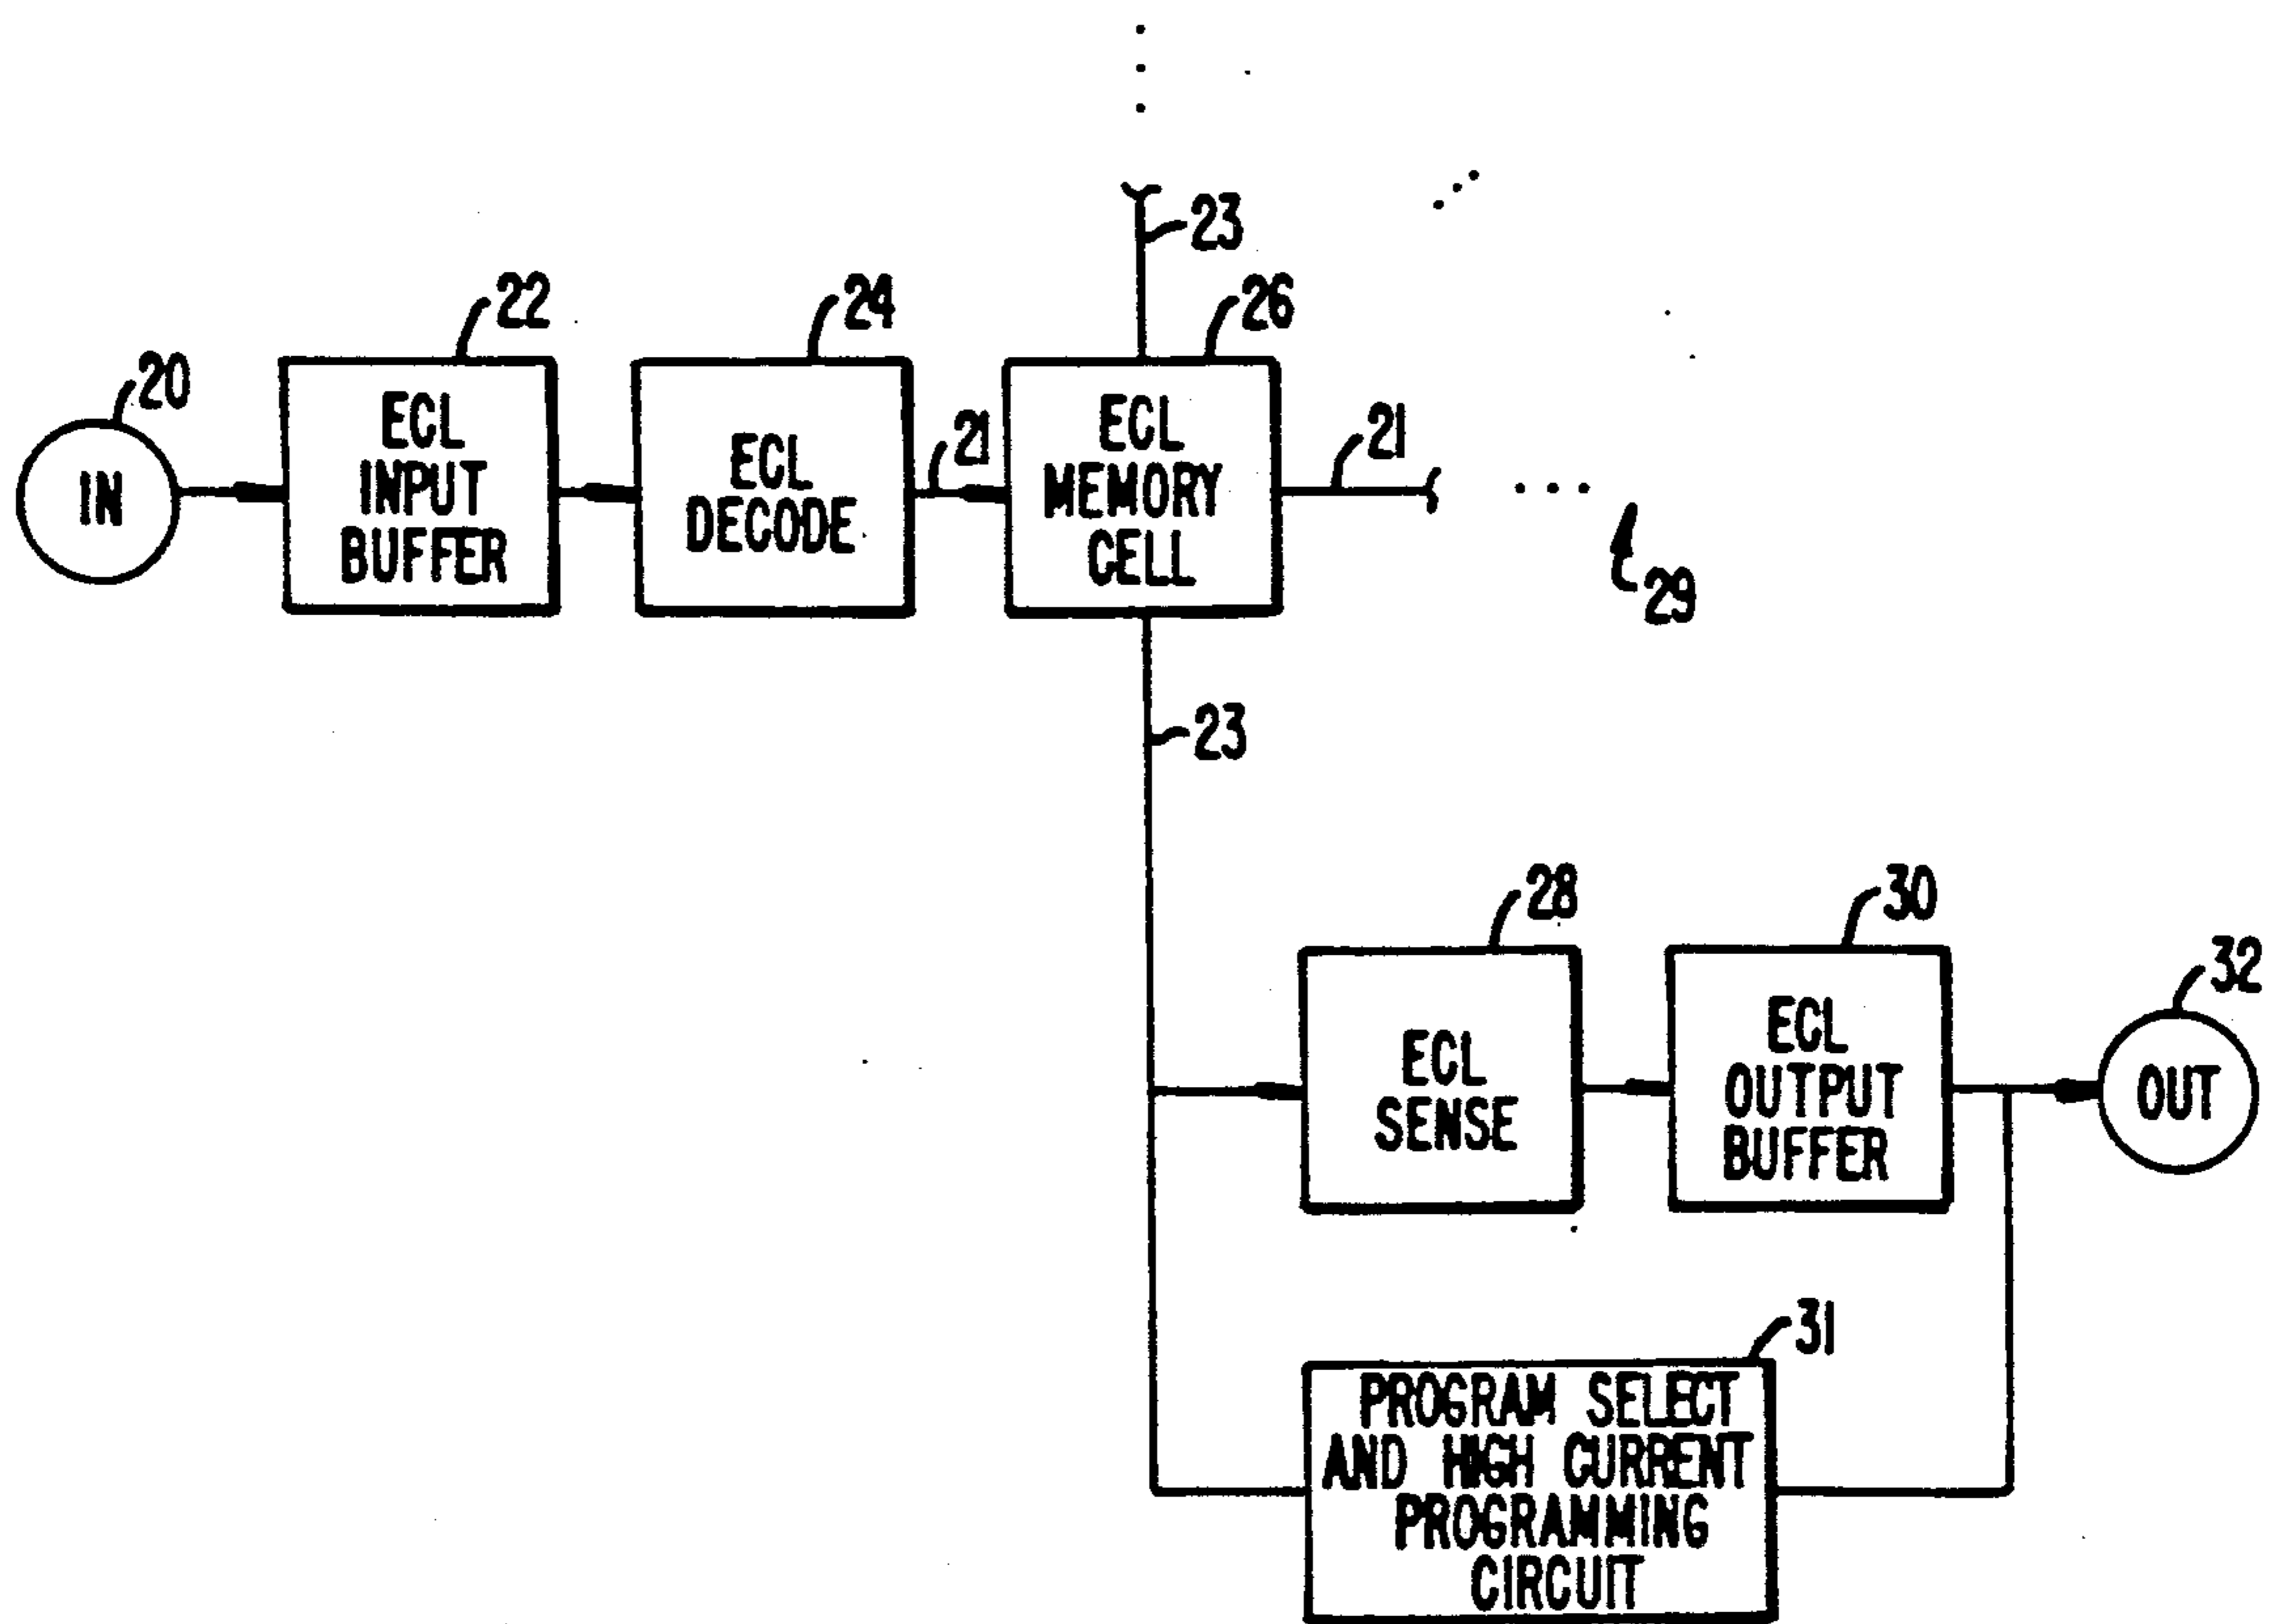 23
22
24
26
20
IN
ECL
INPUT
BUFFER
ECL
DECODE
21
ECL
MEMORY
CELL
21
29
23
28
30
32
ECL
SENSE
ECL
OUTPUT
BUFFER
OUT
31
PROGRAM SELECT
AND HIGH CURRENT
PROGRAMMING
CIRCUIT